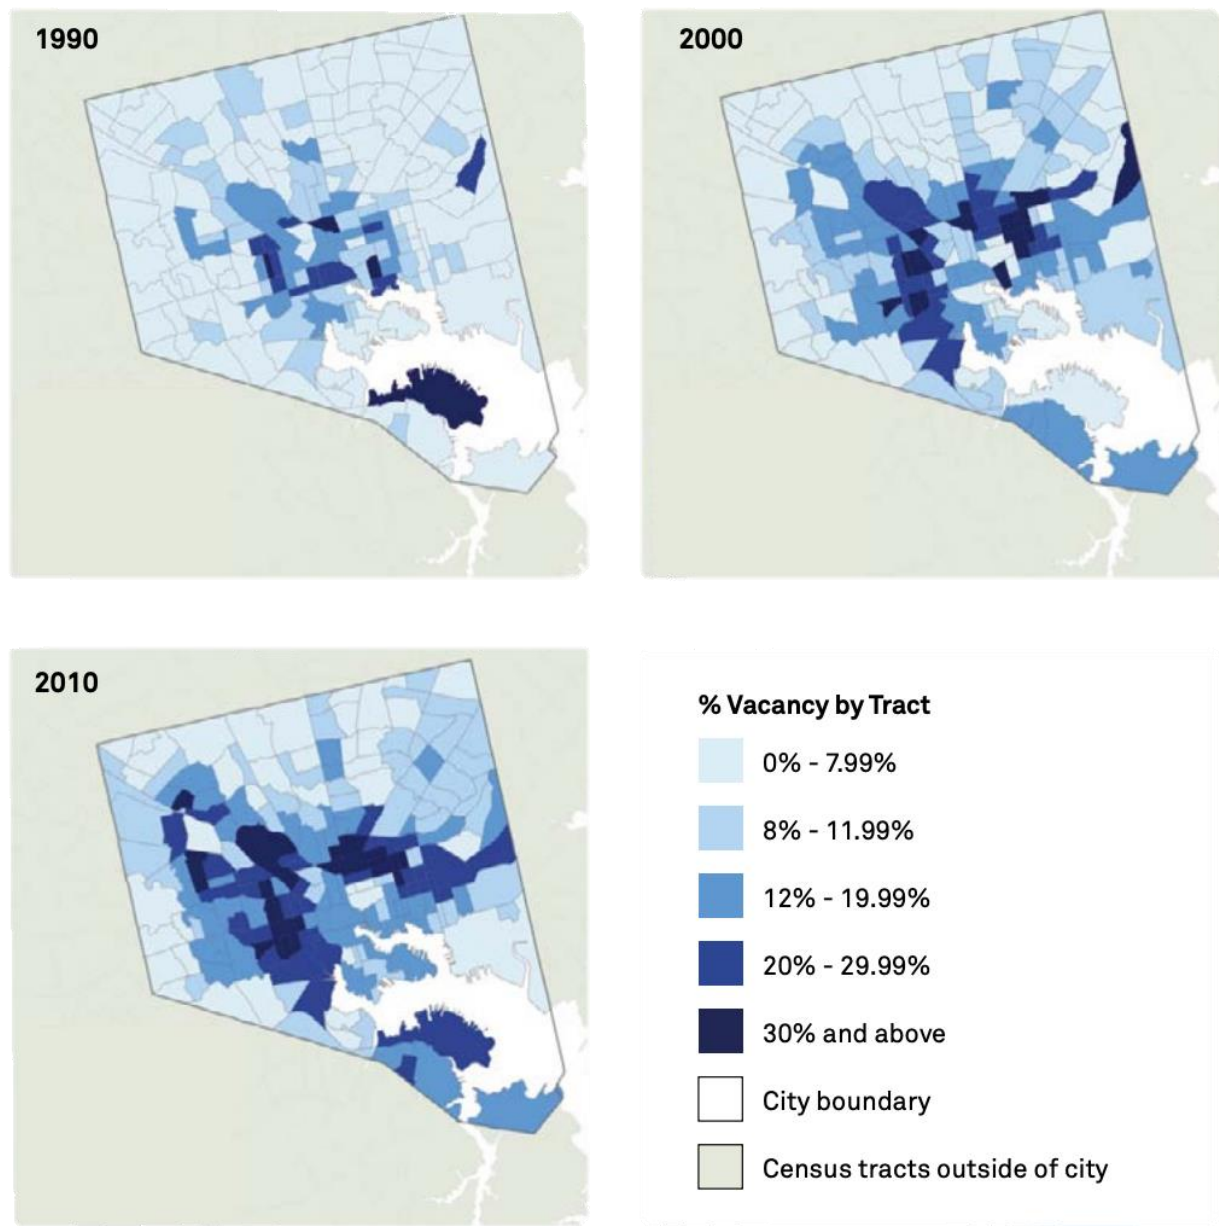 1990
2000
2010
% Vacancy by Tract
0% - 7.99%
8% - 11.99%
12% - 19.99%
20% - 29.99%
30% and above
City boundary
Census tracts outside of city